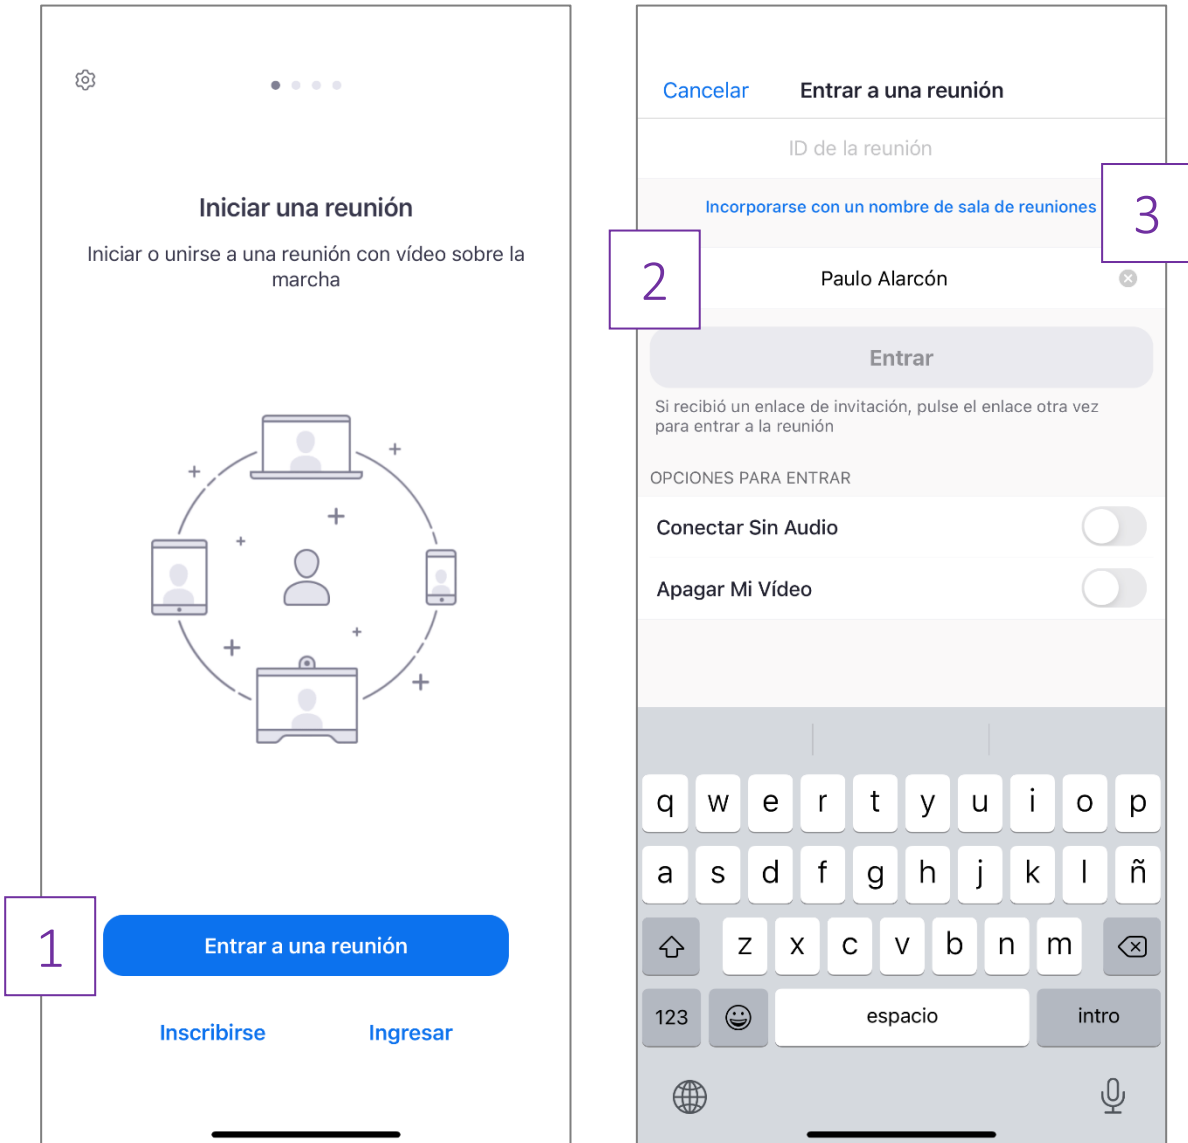 Iniciar una reunión
Iniciar o unirse a una reunión con vídeo sobre la
marcha
1
Entrar a una reunión
Inscribirse
Ingresar
Cancelar
Entrar a una reunión
ID de la reunión
3
Incorporarse con un nombre de sala de reuniones
2
Paulo Alarcón
Entrar
Si recibió un enlace de invitación, pulse el enlace otra vez
para entrar a la reunión
OPCIONES PARA ENTRAR
Conectar Sin Audio
Apagar Mi Vídeo
q w e r t y u i o p
a s d f g h j k l ñ
z x c v b n m
123 espacio intro